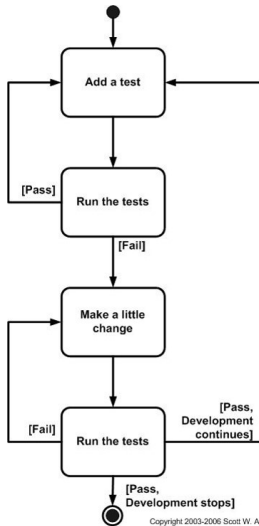 Add a test
[Pass]
Run the tests
[Fail]
Make a little
change
[Fail]
Run the tests
[Pass,
Development
continues]
[Pass,
Development stops]
Copyright 2003-2006 Scott W. A